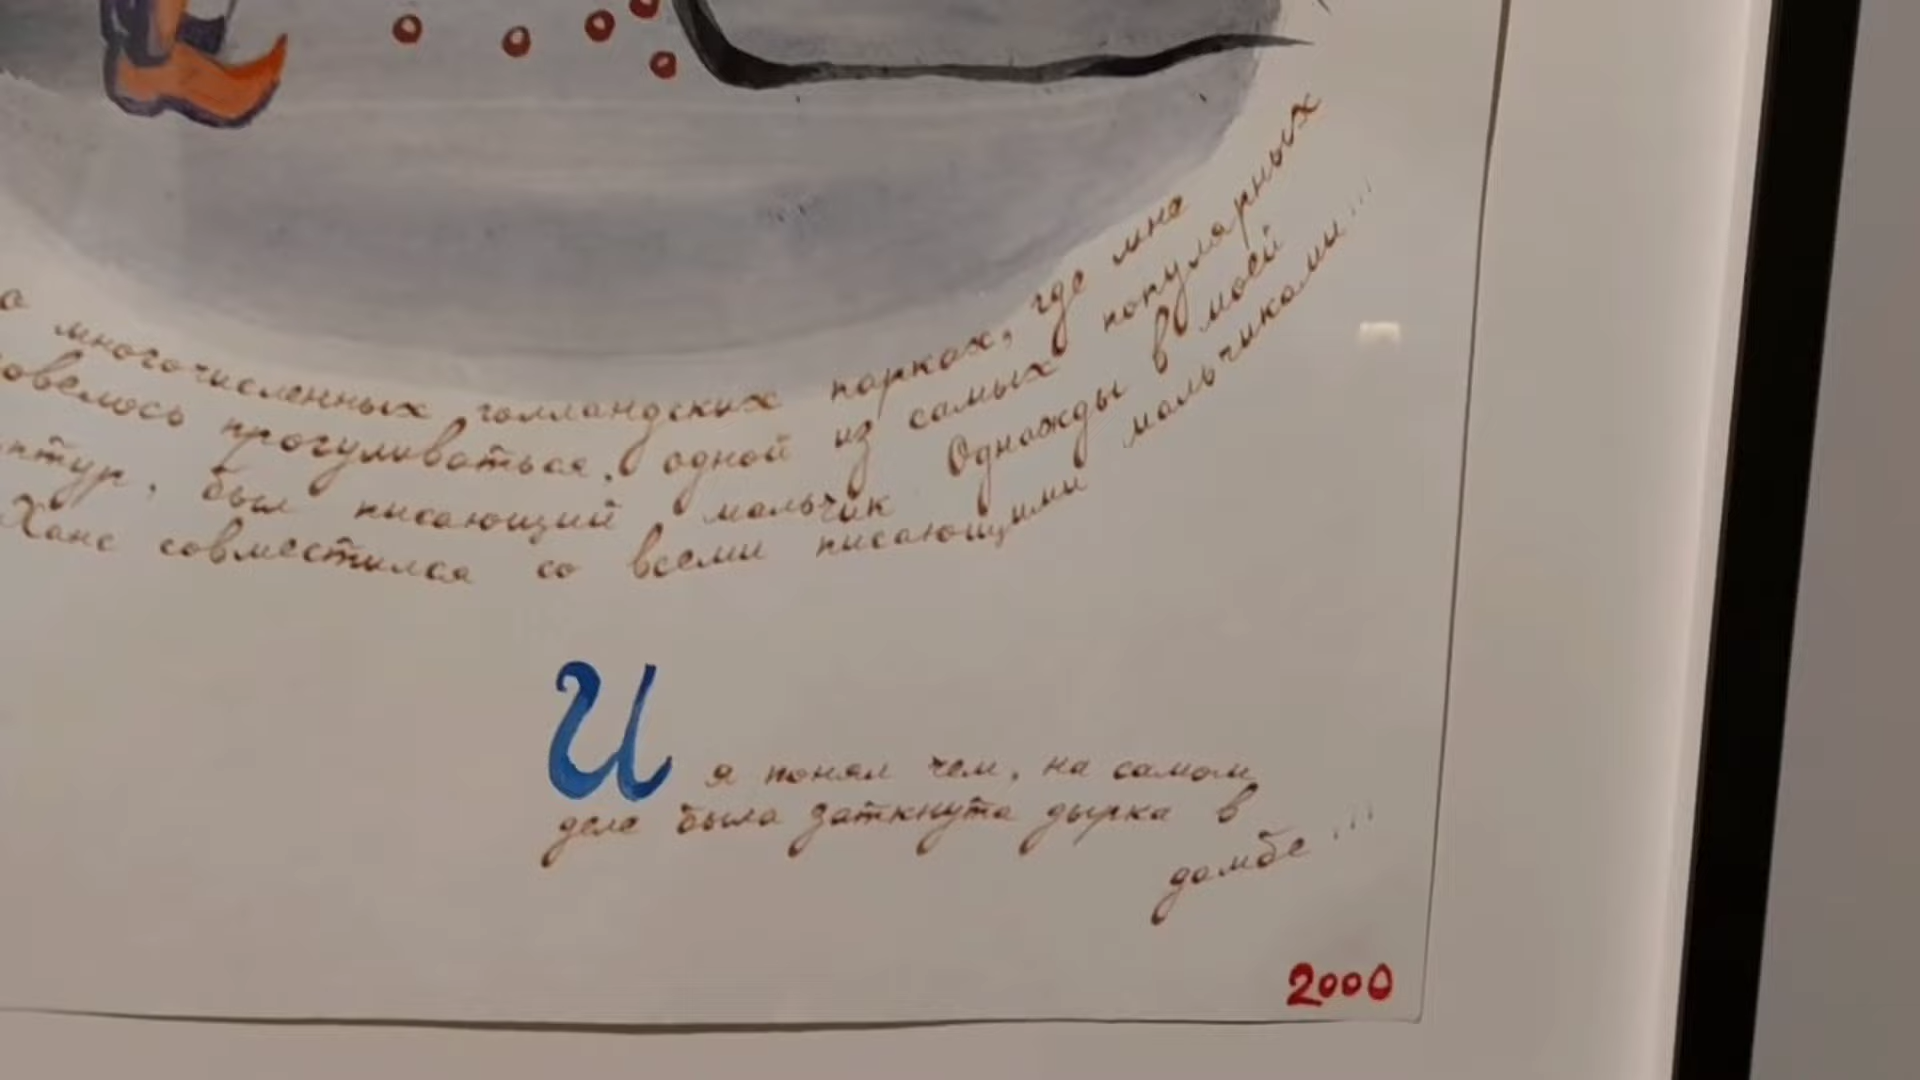 многочисленных голландских парках, где мне
довелось прогуливаться, одной из самых популярных
птур, был писающий мальчик Однажды в моей
Ханс совместился со всеми писающими мальчиками...
И я понял чем, на самом
деле была заткнута дырка в
дамбе...
2000